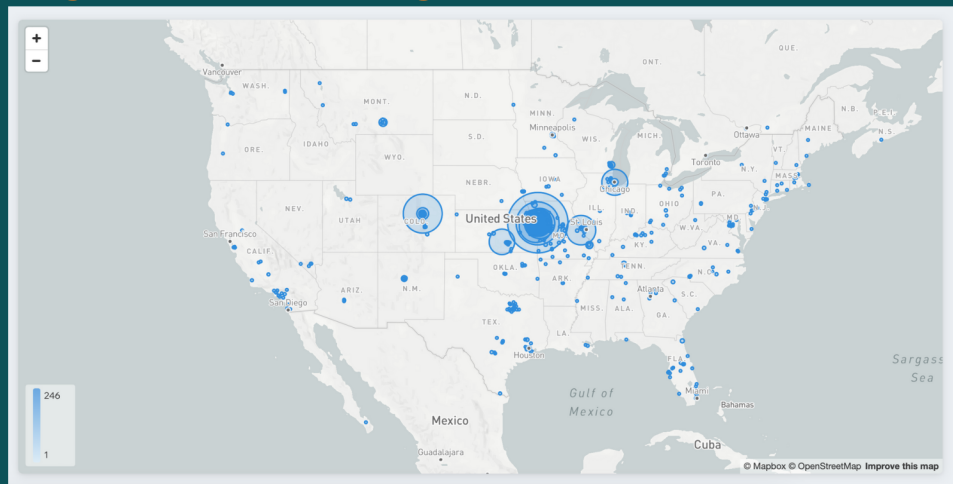 +
−
QUE.
ONT.
Vancouver
WASH.
N.D.
MONT.
MINN.
Minneapolis
N.B.
P.E.I.
MAINE
N.S.
Ottawa
WIS.
MICH.
Toronto
VT.
ORE.
IDAHO
S.D.
WYO.
N.Y.
MASS.
IOWA
Chicago
NEBR.
PA.
OHIO
NEV.
UTAH
COLO.
United States
ILL.
IND.
St Louis
MO.
MD.
W.VA.
VA.
KY.
San Francisco
CALIF.
OKLA.
TENN.
ARK.
N.C.
ARIZ.
N.M.
Atlanta
S.C.
San Diego
MISS.
ALA.
GA.
TEX.
LA.
Houston
FLA.
Sargass
Sea
Gulf of
Mexico
Miami
Bahamas
246
1
Mexico
Cuba
Guadalajara
© Mapbox © OpenStreetMap Improve this map